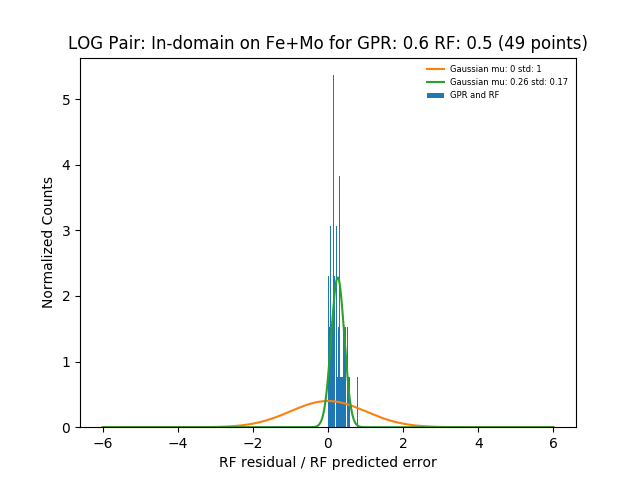 LOG Pair: In-domain on Fe+Mo for GPR: 0.6 RF: 0.5 (49 points)
Gaussian mu: 0 std: 1
Gaussian mu: 0.26 std: 0.17
GPR and RF
Normalized Counts
5
4
3
2
1
0
−6 −4 −2 0 2 4 6
RF residual / RF predicted error